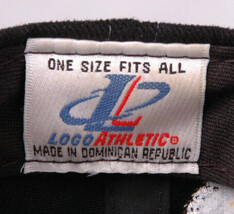 ONE SIZE FITS ALL
LOGO ATHLETIC®
MADE IN DOMINICAN REPUBLIC